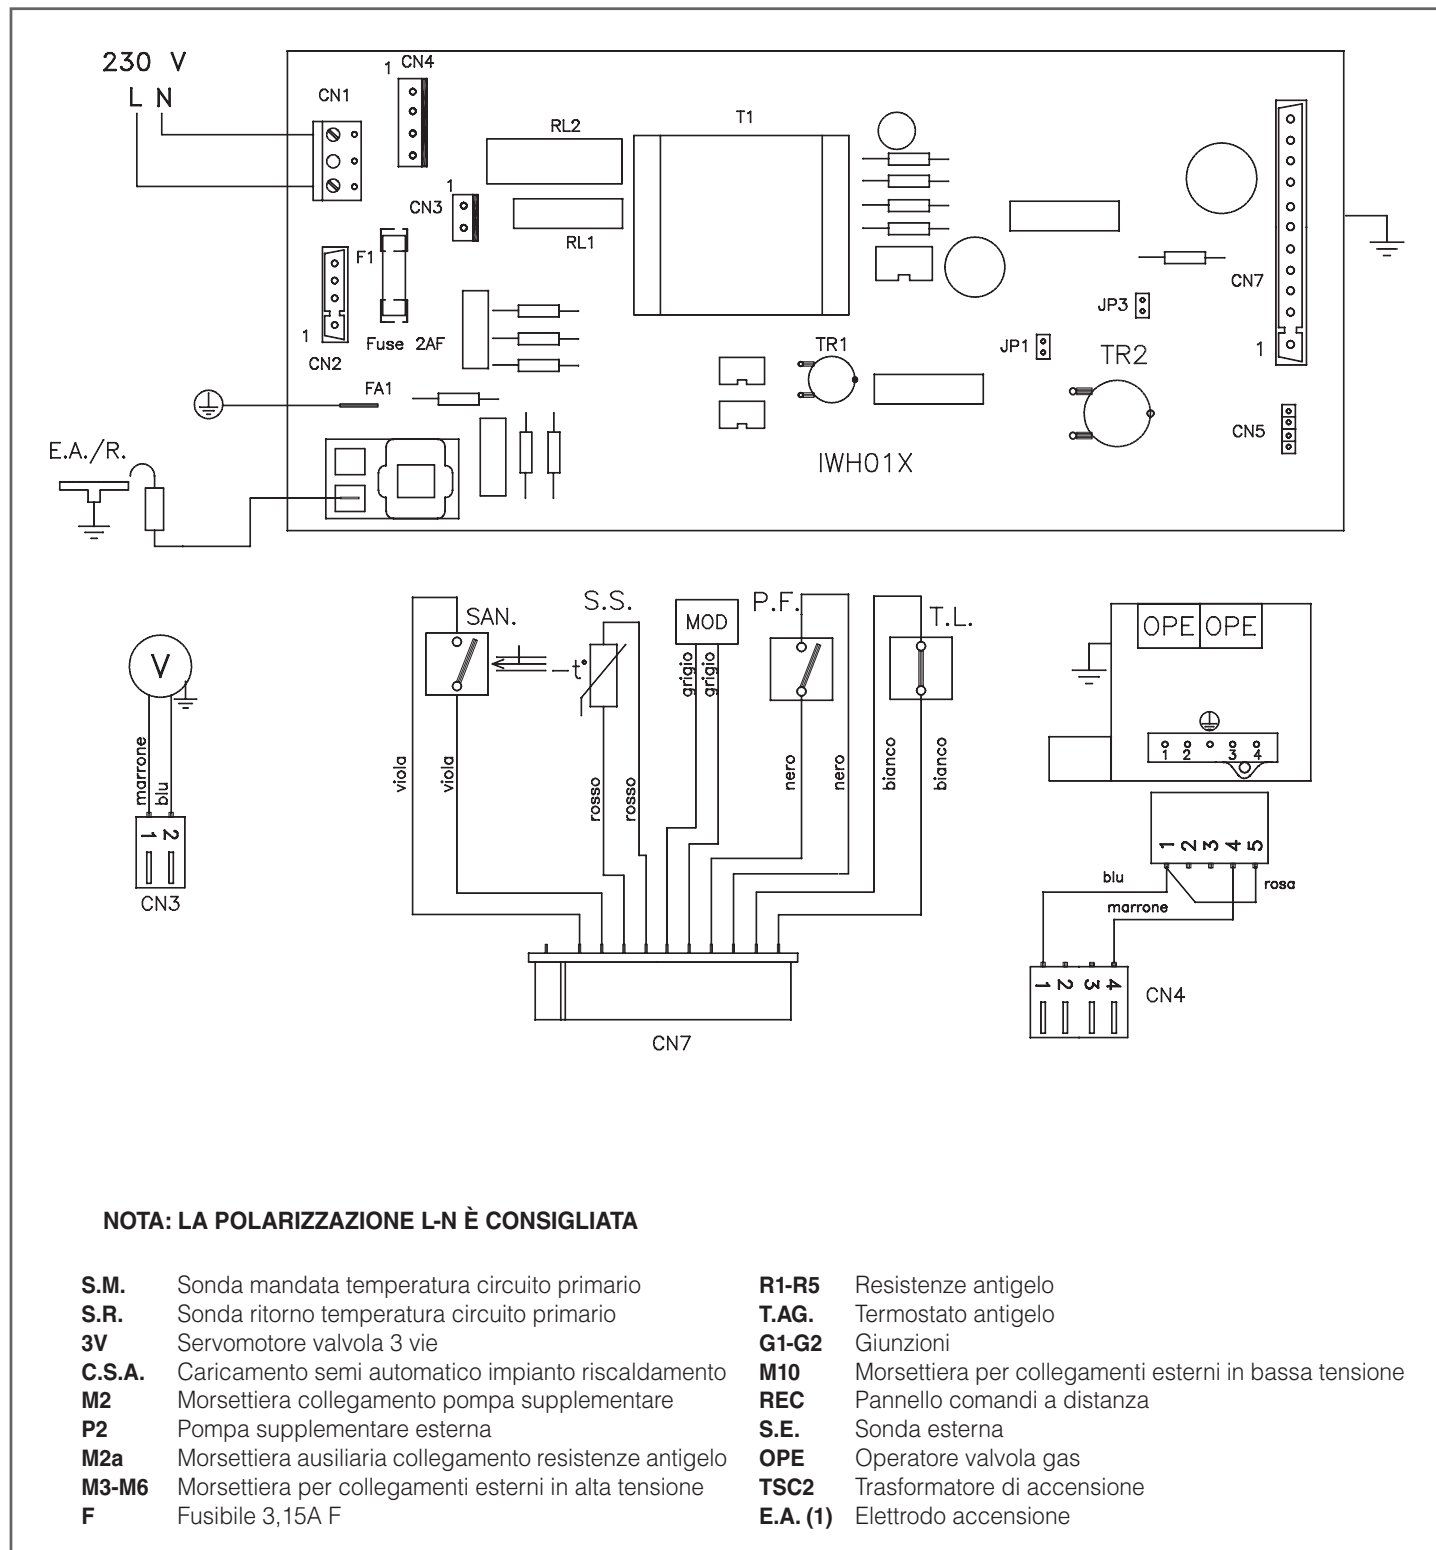 230 V
L N
CN1
1 CN4
RL2
T1
CN3
1
RL1
F1
Fuse 2AF
1
CN2
FA1
E.A./R.
TR1
JP1
JP3
TR2
CN7
1
CN5
IWH01X
V
marrone
blu
1 2
CN3
SAN.
S.S.
MOD
P.F.
T.L.
-t°
viola
viola
rosso
rosso
grigio
grigio
nero
nero
bianco
bianco
CN7
OPE OPE
1 2 3 4
1 2 3 4 5
blu
rosa
marrone
1 2 3 4
CN4
NOTA: LA POLARIZZAZIONE L-N È CONSIGLIATA
S.M. Sonda mandata temperatura circuito primario
S.R. Sonda ritorno temperatura circuito primario
3V Servomotore valvola 3 vie
C.S.A. Caricamento semi automatico impianto riscaldamento
M2 Morsettiera collegamento pompa supplementare
P2 Pompa supplementare esterna
M2a Morsettiera ausiliaria collegamento resistenze antigelo
M3-M6 Morsettiera per collegamenti esterni in alta tensione
F Fusibile 3,15A F
R1-R5 Resistenze antigelo
T.AG. Termostato antigelo
G1-G2 Giunzioni
M10 Morsettiera per collegamenti esterni in bassa tensione
REC Pannello comandi a distanza
S.E. Sonda esterna
OPE Operatore valvola gas
TSC2 Trasformatore di accensione
E.A. (1) Elettrodo accensione